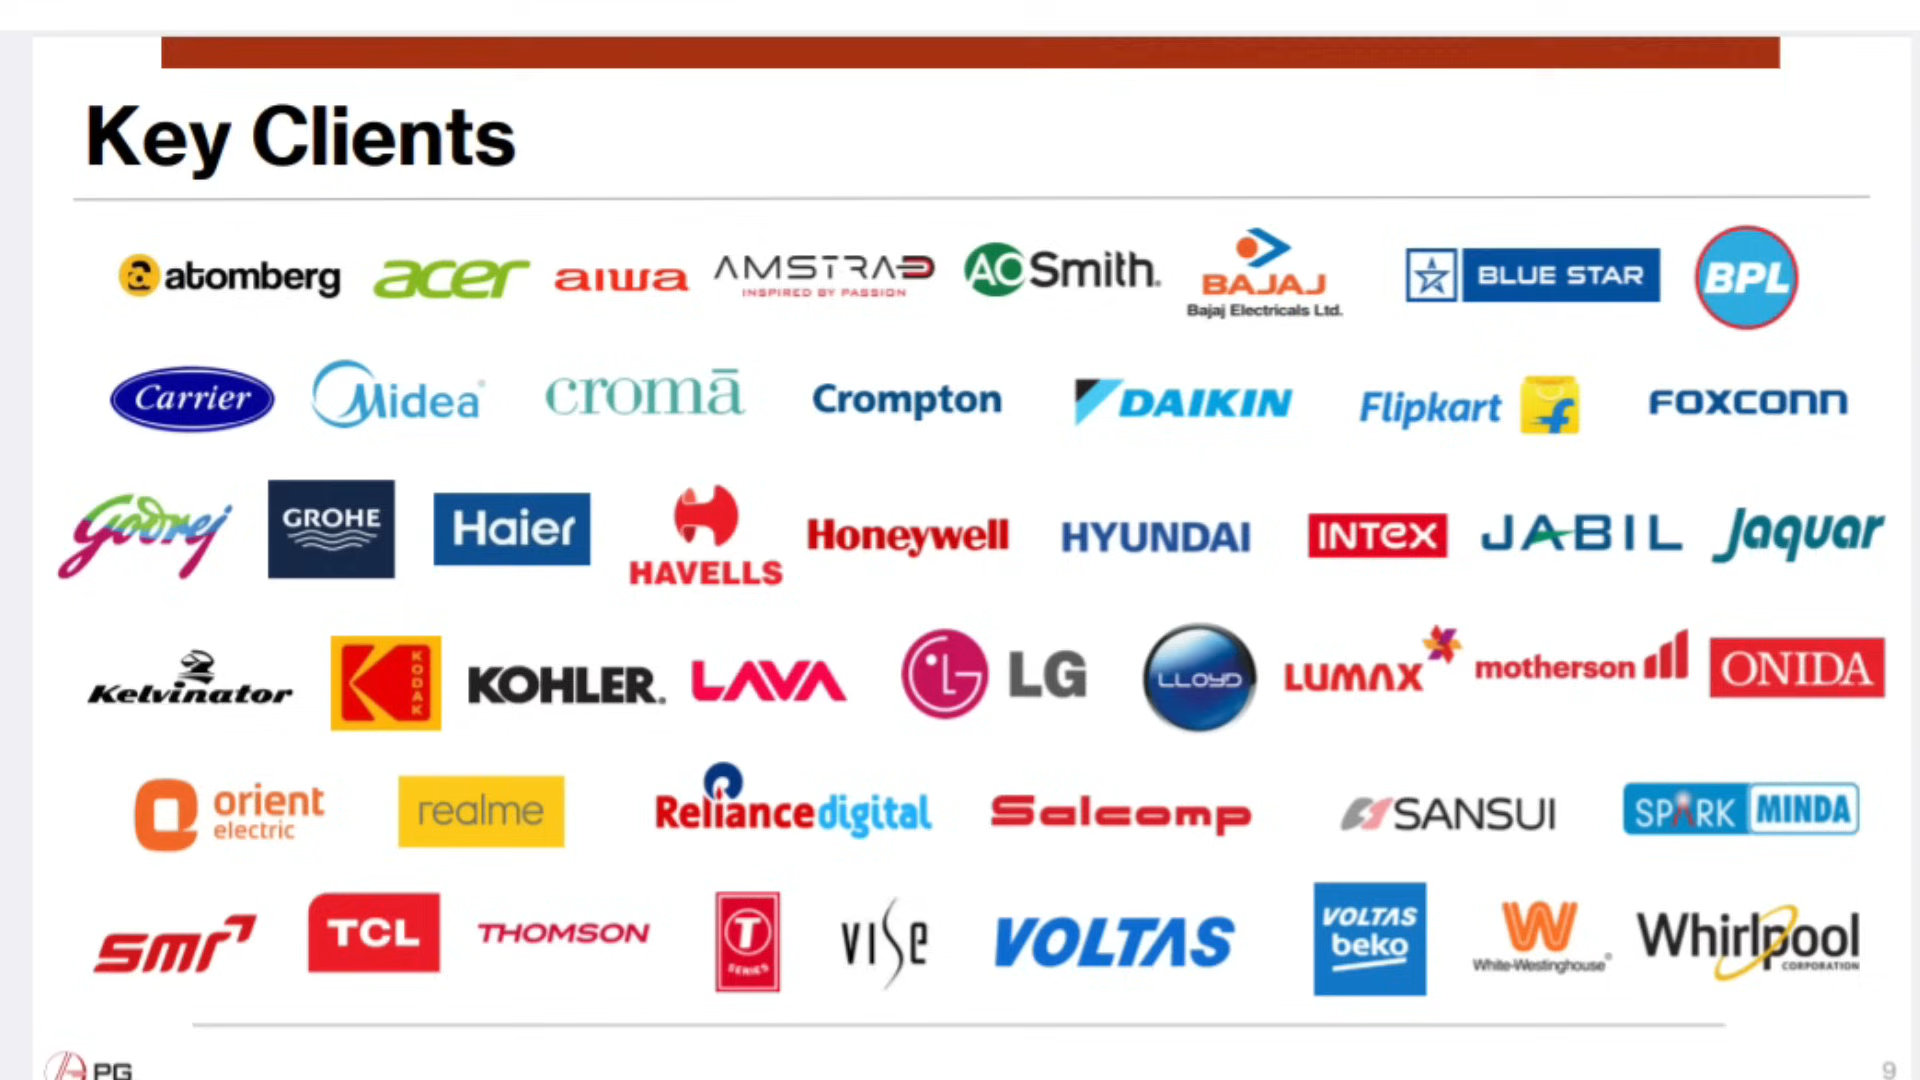 Key Clients
atomberg acer aiwa AMSTRAD AO Smith. BAJAJ BLUE STAR BPL
INSPIRED BY PASSION
Bajaj Electricals Ltd.
Carrier Midea cromā Crompton DAIKIN Flipkart f FOXCONN
Godrej GROHE Haier HAVELLS Honeywell HYUNDAI INTEX JABIL Jaquar
Kelvinator KODAK KOHLER. LAVA LG LLOYD LUMAX motherson ONIDA
orient electric realme Reliance digital Salcomp SANSUI SPARK MINDA
smr TCL THOMSON T SERIES VISe VOLTAS VOLTAS beko White-Westinghouse Whirlpool
CORPORATION
PG
9